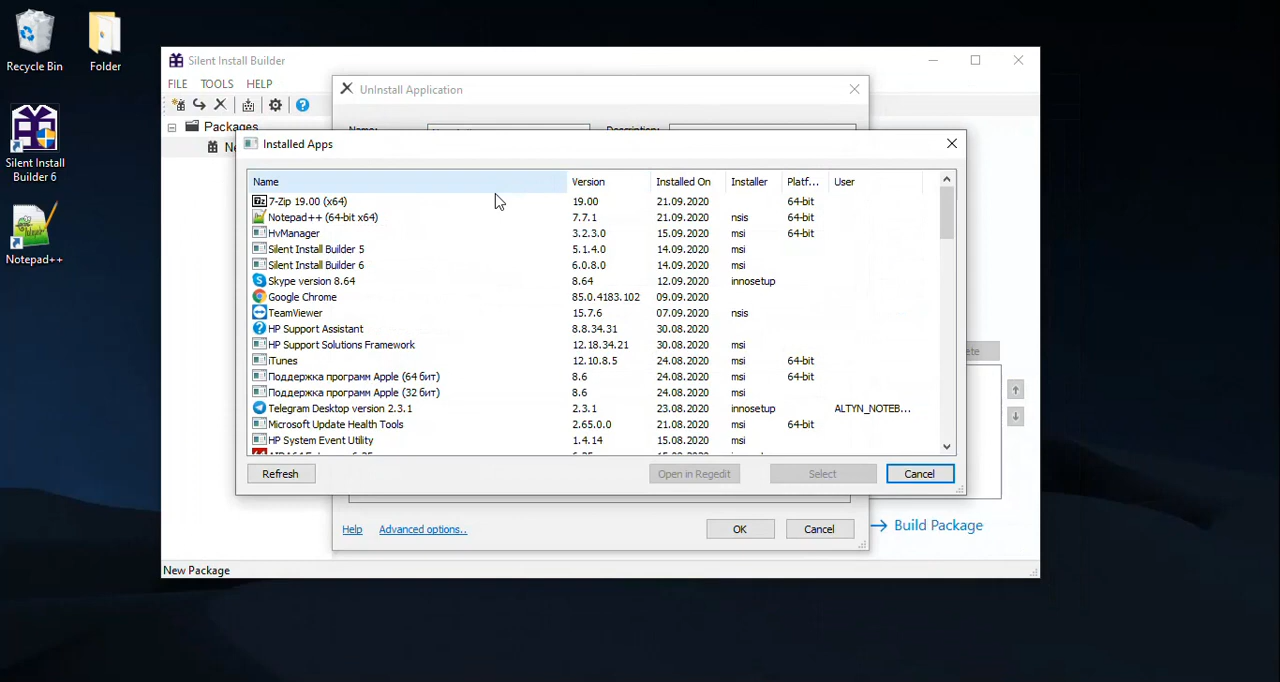 Recycle Bin
Folder
Silent Install Builder 6
Notepad++
Silent Install Builder
FILE TOOLS HELP
Packages
Ne
UnInstall Application
Installed Apps
Name Version Installed On Installer Platf... User
7-Zip 19.00 (x64) 19.00 21.09.2020 64-bit
Notepad++ (64-bit x64) 7.7.1 21.09.2020 nsis 64-bit
HvManager 3.2.3.0 15.09.2020 msi 64-bit
Silent Install Builder 5 5.1.4.0 14.09.2020 msi
Silent Install Builder 6 6.0.8.0 14.09.2020 msi
Skype version 8.64 8.64 12.09.2020 innosetup
Google Chrome 85.0.4183.102 09.09.2020
TeamViewer 15.7.6 07.09.2020 nsis
HP Support Assistant 8.8.34.31 30.08.2020
HP Support Solutions Framework 12.18.34.21 30.08.2020 msi
iTunes 12.10.8.5 24.08.2020 msi 64-bit
Поддержка программ Apple (64 бит) 8.6 24.08.2020 msi 64-bit
Поддержка программ Apple (32 бит) 8.6 24.08.2020 msi
Telegram Desktop version 2.3.1 2.3.1 23.08.2020 innosetup ALTYN_NOTEB...
Microsoft Update Health Tools 2.65.0.0 21.08.2020 msi 64-bit
HP System Event Utility 1.4.14 15.08.2020 msi
Refresh Open in Regedit Select Cancel
Help Advanced options.. OK Cancel
Build Package
New Package